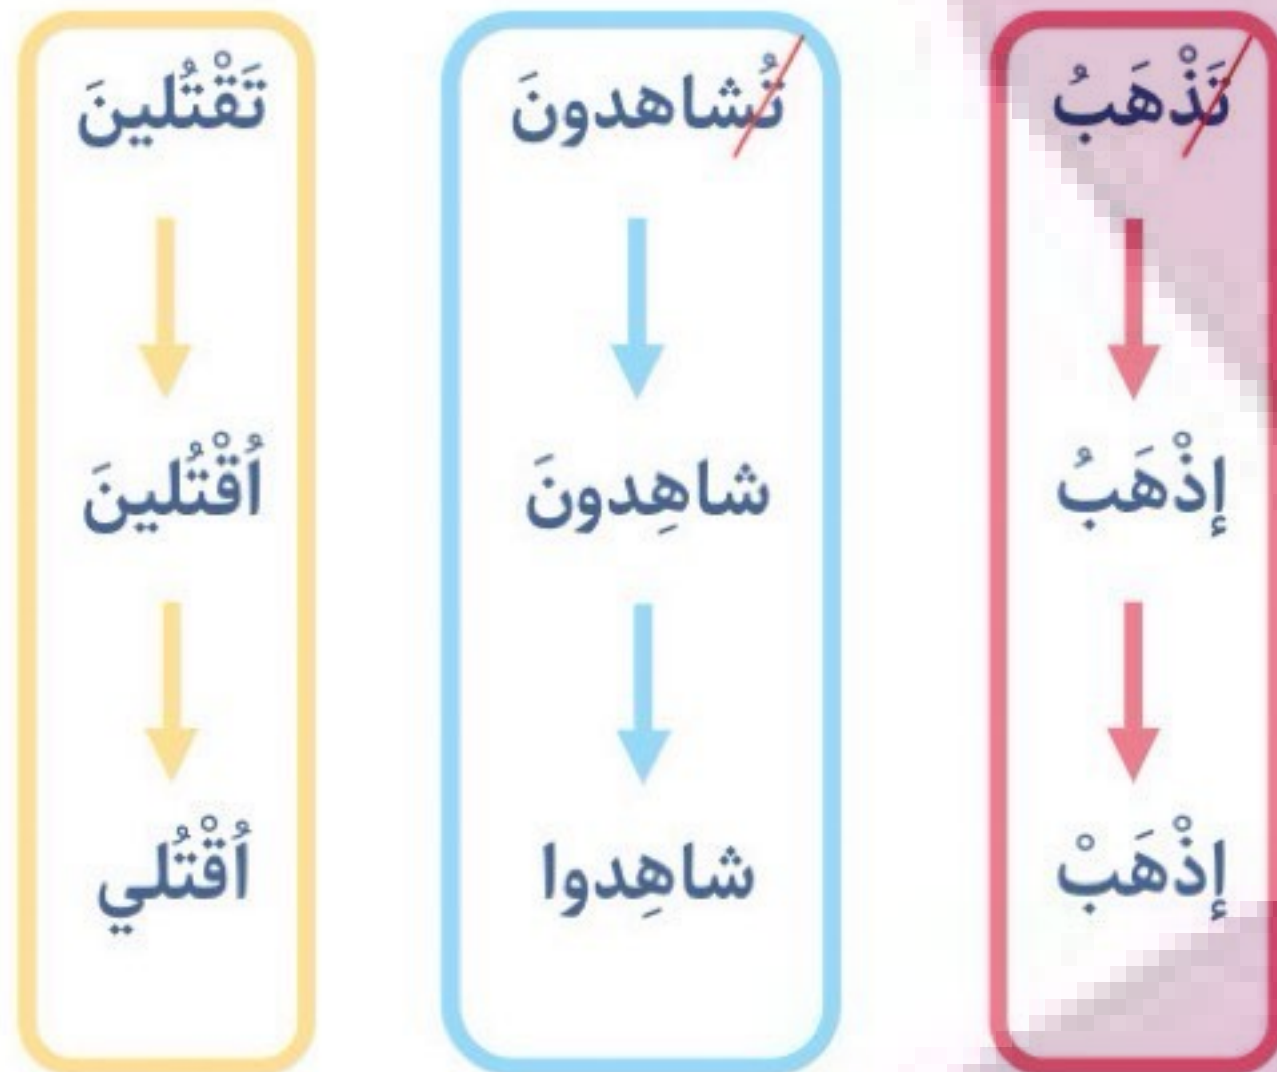 تَذْهَبُ
إذْهَبُ
إذْهَبْ
تُشاهدونَ
شاهِدونَ
شاهِدوا
تَقْتُلينَ
اُقْتُلينَ
اُقْتُلي